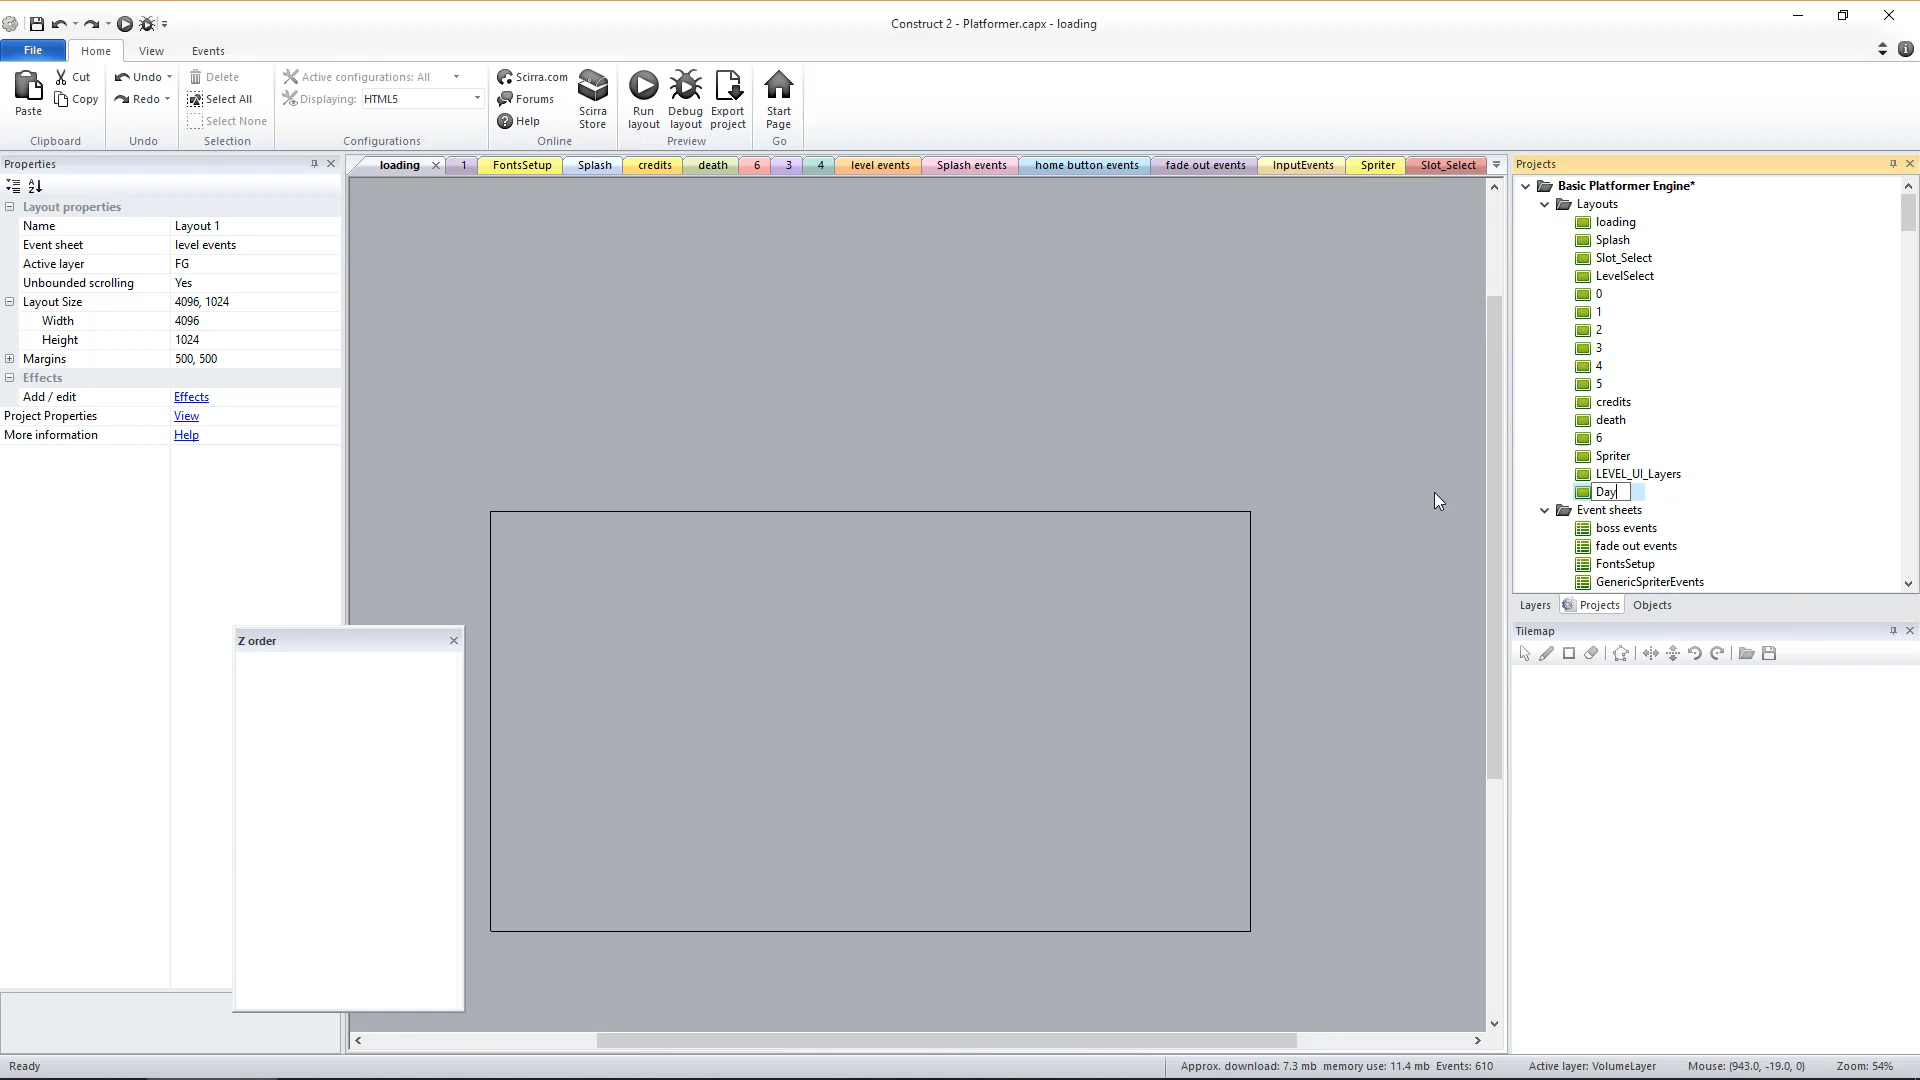 Construct 2 - Platformer.capx - loading
File
Home
View
Events
Paste
Cut
Copy
Clipboard
Undo
Redo
Undo
Delete
Select All
Select None
Selection
Active configurations: All
Displaying: HTML5
Configurations
Scirra.com
Forums
Help
Scirra
Store
Online
Run
layout
Debug
layout
Export
project
Preview
Start
Page
Go
Properties
Layout properties
Name Layout 1
Event sheet level events
Active layer FG
Unbounded scrolling Yes
Layout Size 4096, 1024
Width 4096
Height 1024
Margins 500, 500
Effects
Add / edit Effects
Project Properties View
More information Help
Z order
loading
1
FontsSetup
Splash
credits
death
6
3
4
level events
Splash events
home button events
fade out events
InputEvents
Spriter
Slot_Select
Projects
Basic Platformer Engine*
Layouts
loading
Splash
Slot_Select
LevelSelect
0
1
2
3
4
5
credits
death
6
Spriter
LEVEL_UI_Layers
Day
Event sheets
boss events
fade out events
FontsSetup
GenericSpriterEvents
Layers
Projects
Objects
Tilemap
Ready
Approx. download: 7.3 mb memory use: 11.4 mb Events: 610
Active layer: VolumeLayer
Mouse: (943.0, -19.0, 0)
Zoom: 54%